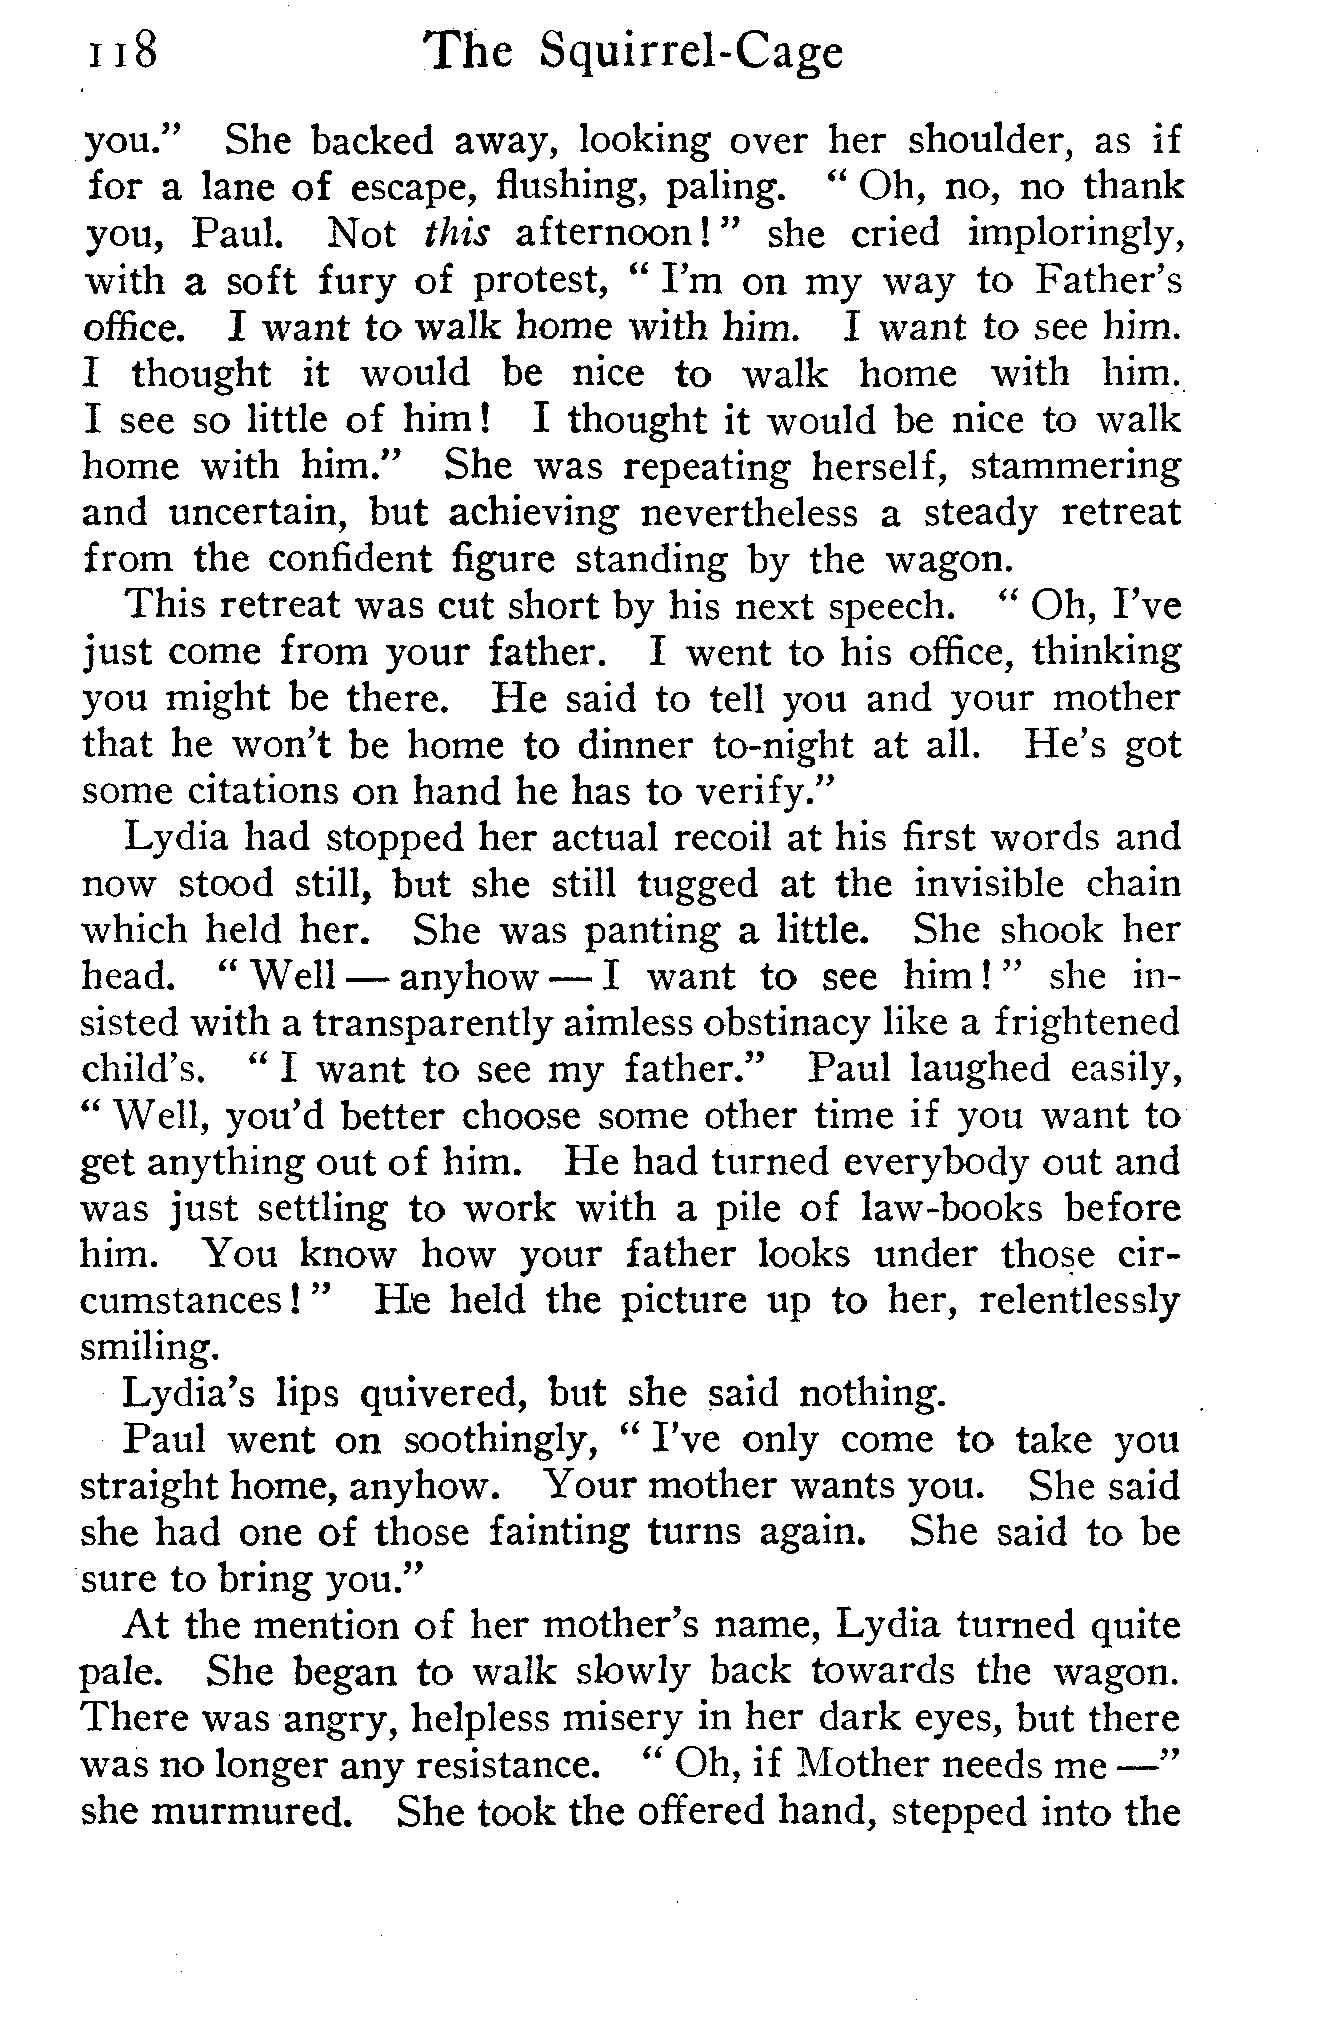 118 The Squirrel-Cage
you." She backed away, looking over her shoulder, as if
for a lane of escape, flushing, paling. " Oh, no, no thank
you, Paul. Not this afternoon! " she cried imploringly,
with a soft fury of protest, " I'm on my way to Father's
office. I want to walk home with him. I want to see him.
I thought it would be nice to walk home with him.
I see so little of him! I thought it would be nice to walk
home with him." She was repeating herself, stammering
and uncertain, but achieving nevertheless a steady retreat
from the confident figure standing by the wagon.
This retreat was cut short by his next speech. " Oh, I've
just come from your father. I went to his office, thinking
you might be there. He said to tell you and your mother
that he won't be home to dinner to-night at all. He's got
some citations on hand he has to verify."
Lydia had stopped her actual recoil at his first words and
now stood still, but she still tugged at the invisible chain
which held her. She was panting a little. She shook her
head. " Well — anyhow — I want to see him! " she in-
sisted with a transparently aimless obstinacy like a frightened
child's. " I want to see my father." Paul laughed easily,
" Well, you'd better choose some other time if you want to
get anything out of him. He had turned everybody out and
was just settling to work with a pile of law-books before
him. You know how your father looks under those cir-
cumstances! " He held the picture up to her, relentlessly
smiling.
Lydia's lips quivered, but she said nothing.
Paul went on soothingly, " I've only come to take you
straight home, anyhow. Your mother wants you. She said
she had one of those fainting turns again. She said to be
sure to bring you."
At the mention of her mother's name, Lydia turned quite
pale. She began to walk slowly back towards the wagon.
There was angry, helpless misery in her dark eyes, but there
was no longer any resistance. " Oh, if Mother needs me —"
she murmured. She took the offered hand, stepped into the